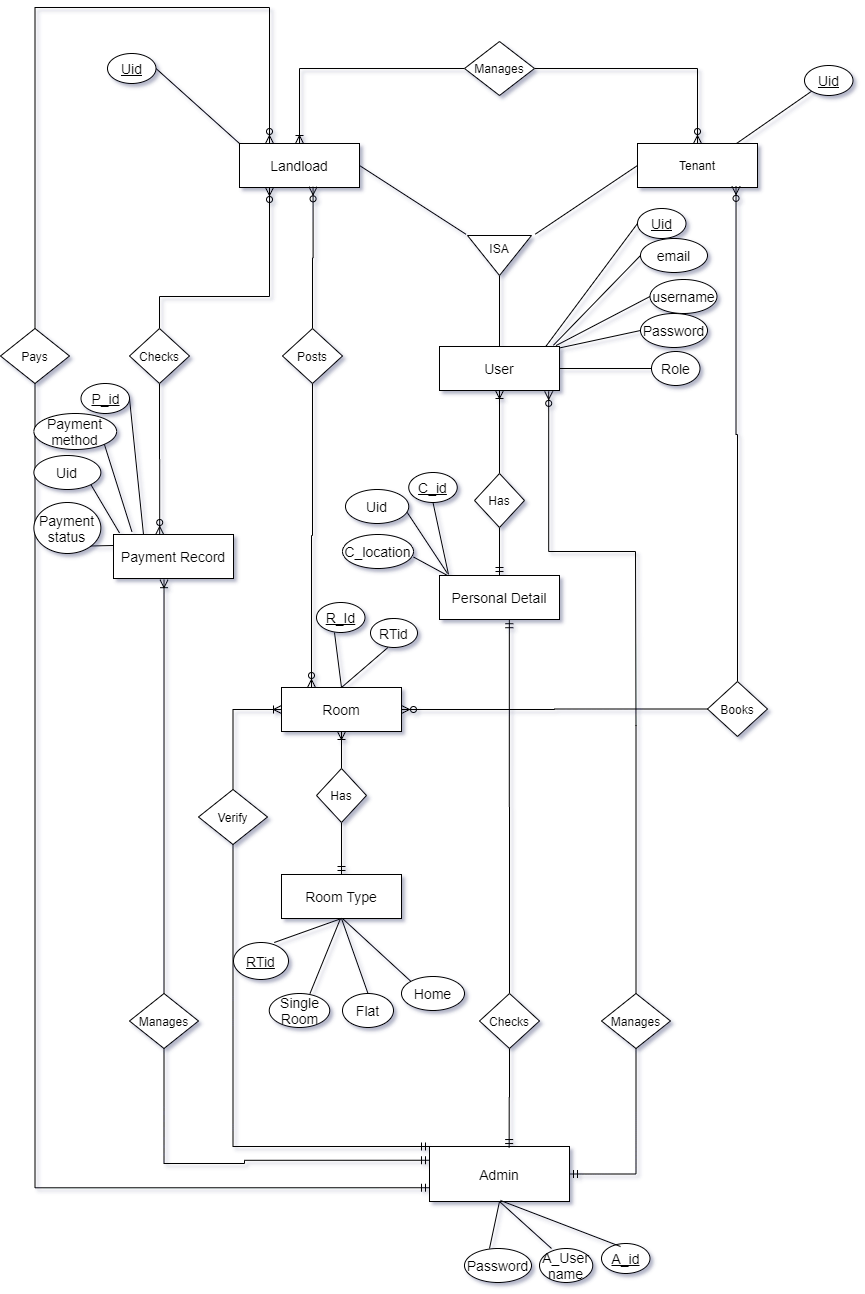 Uid
Manages
Uid
Landload
Tenant
ISA
Uid
email
username
Password
Role
Pays
Checks
Posts
User
P_id
Payment
method
Uid
Payment
status
Payment Record
C_id
Uid
C_location
Has
Personal Detail
R_Id
RTid
Room
Books
Has
Verify
Room Type
RTid
Single
Room
Flat
Home
Manages
Checks
Manages
Admin
Password
A_User
name
A_id